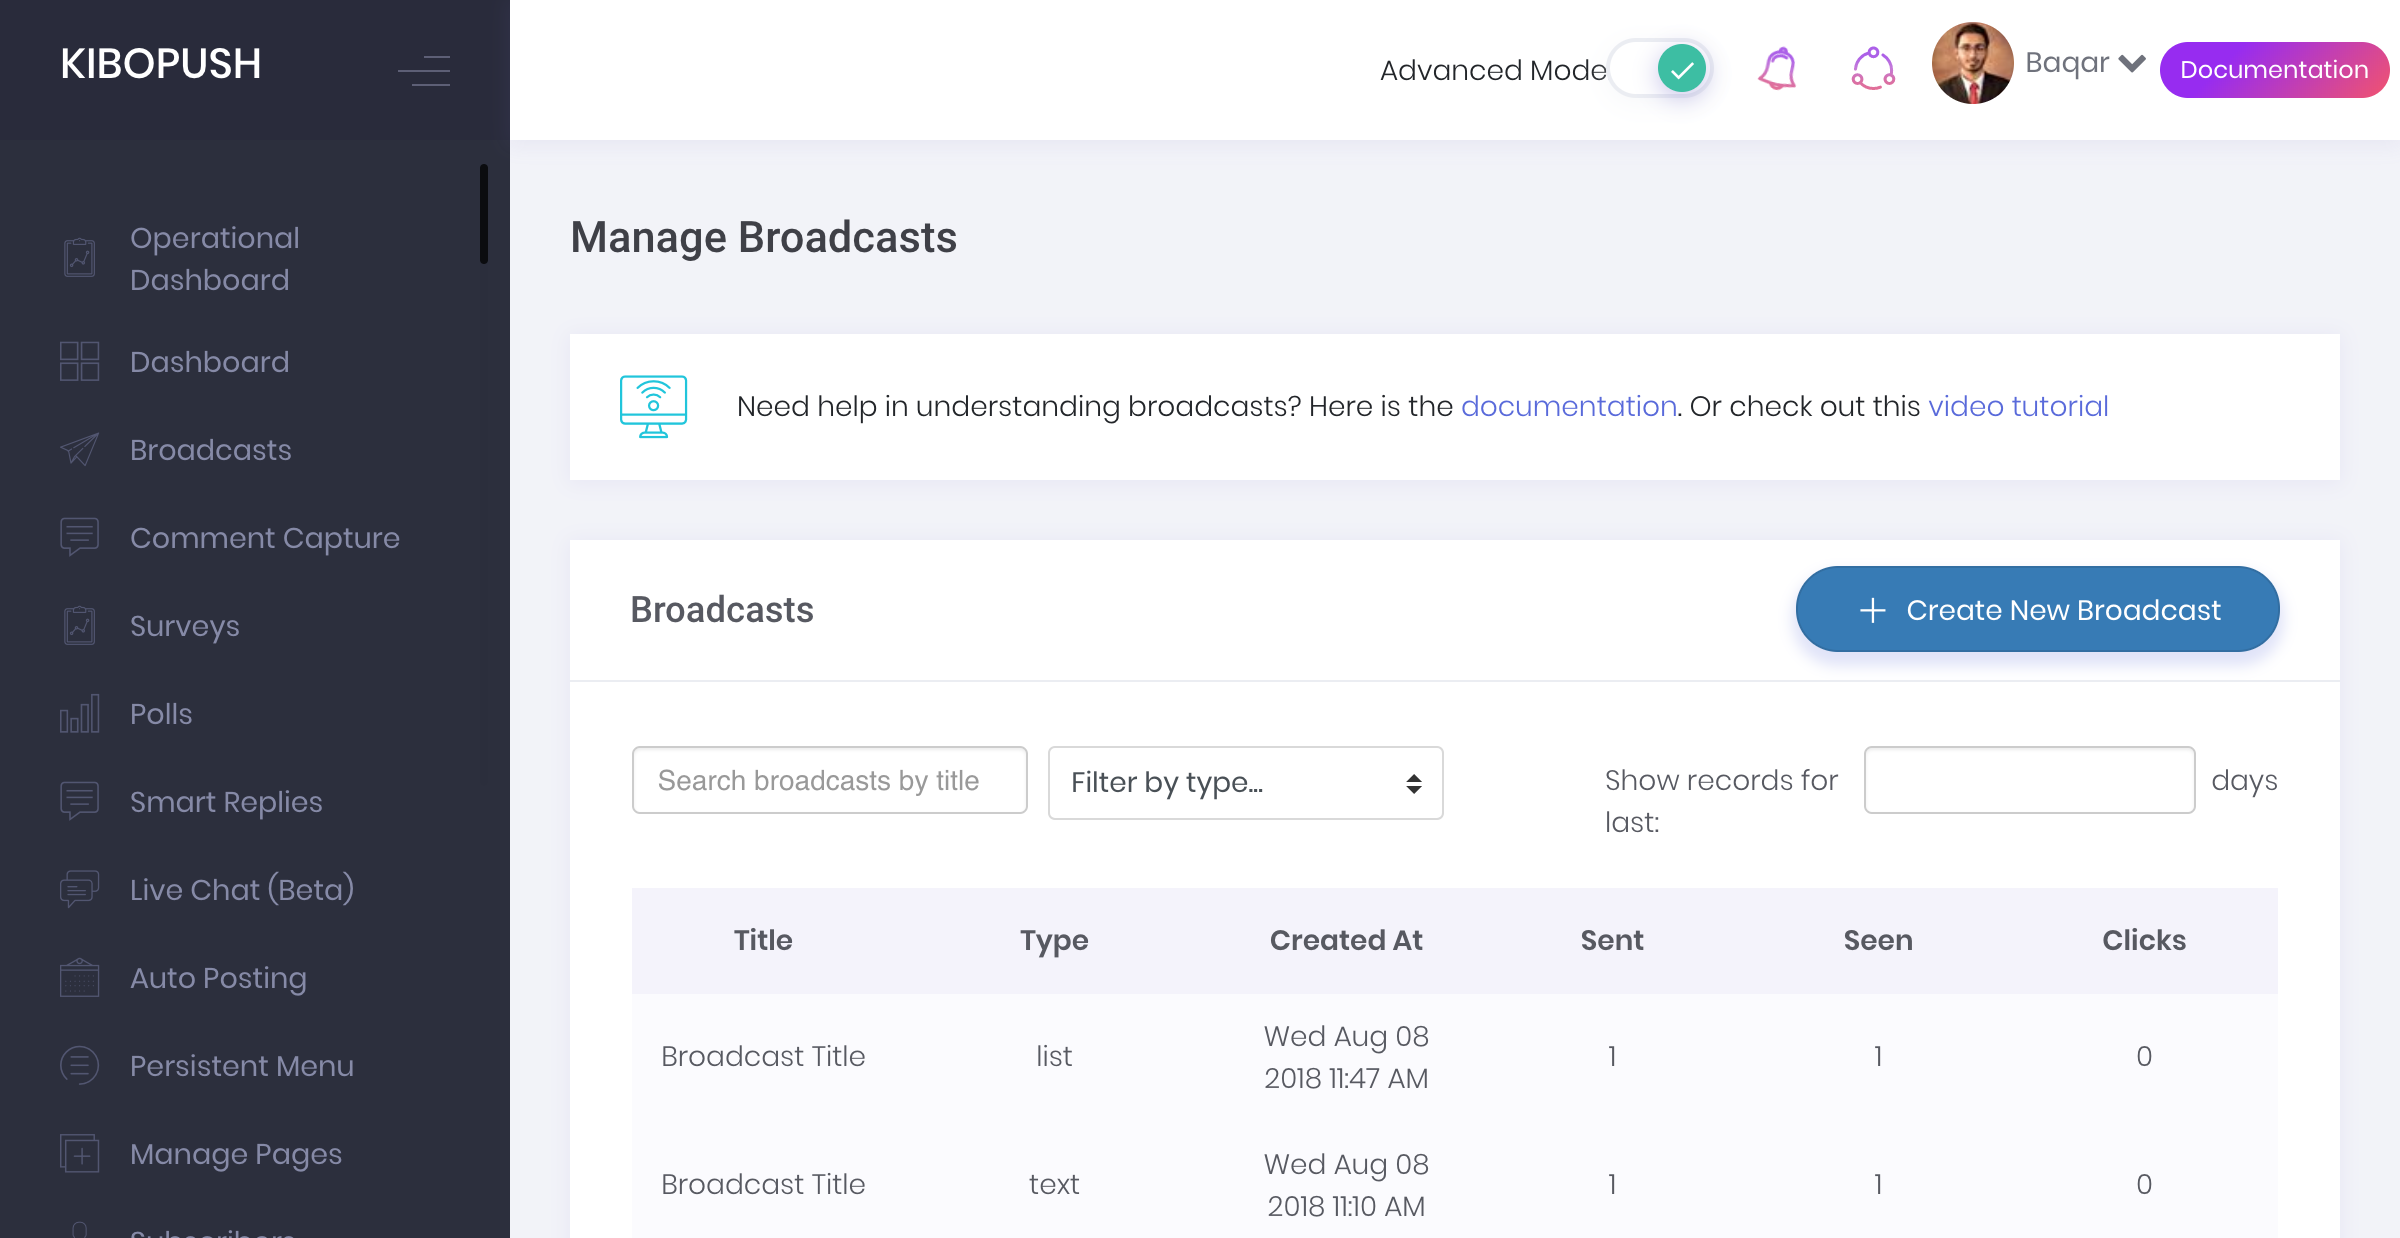 KIBOPUSH
Advanced Mode
Baqar
Documentation
Operational
Dashboard
Dashboard
Broadcasts
Comment Capture
Surveys
Polls
Smart Replies
Live Chat (Beta)
Auto Posting
Persistent Menu
Manage Pages
Subscribers
Manage Broadcasts
Need help in understanding broadcasts? Here is the documentation. Or check out this video tutorial
Broadcasts
Create New Broadcast
Search broadcasts by title
Filter by type...
Show records for
last:
days
Title Type Created At Sent Seen Clicks
Broadcast Title list Wed Aug 08 2018 11:47 AM 1 1 0
Broadcast Title text Wed Aug 08 2018 11:10 AM 1 1 0